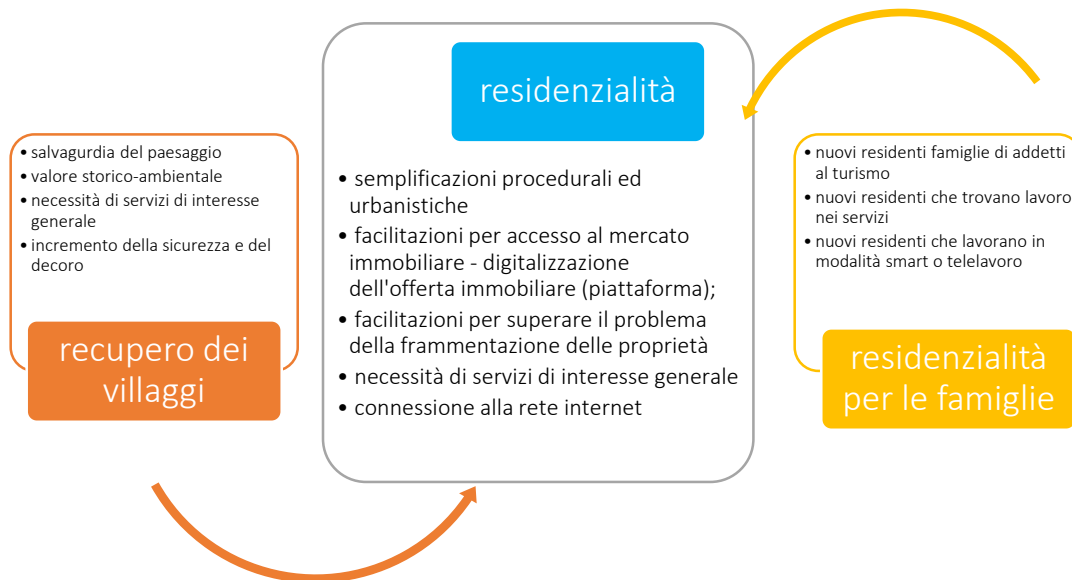 • salvagurdia del paesaggio
• valore storico-ambientale
• necessità di servizi di interesse
generale
• incremento della sicurezza e del
decoro
recupero dei
villaggi
residenzialità
• semplificazioni procedurali ed
urbanistiche
• facilitazioni per accesso al mercato
immobiliare - digitalizzazione
dell'offerta immobiliare (piattaforma);
• facilitazioni per superare il problema
della frammentazione delle proprietà
• necessità di servizi di interesse generale
• connessione alla rete internet
• nuovi residenti famiglie di addetti
al turismo
• nuovi residenti che trovano lavoro
nei servizi
• nuovi residenti che lavorano in
modalità smart o telelavoro
residenzialità
per le famiglie